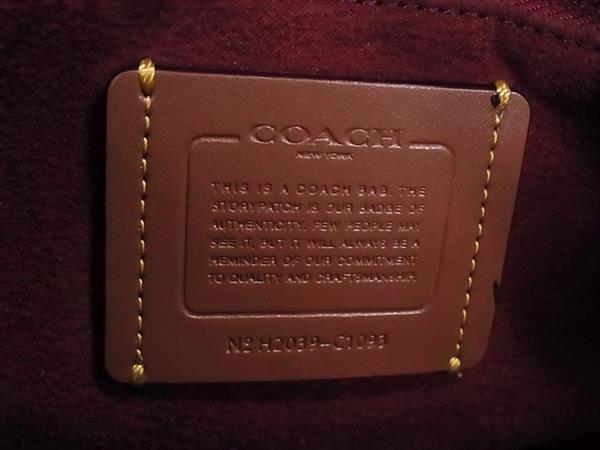 COACH
NEW YORK
THIS IS A COACH BAG. THE
STORYPATCH IS OUR BADGE OF
AUTHENTICITY. FEW PEOPLE MAY
SEE IT, BUT IT WILL ALWAYS BE A
REMINDER OF OUR COMMITMENT
TO QUALITY AND CRAFTSMANSHIP.
Nº H2039-C1093